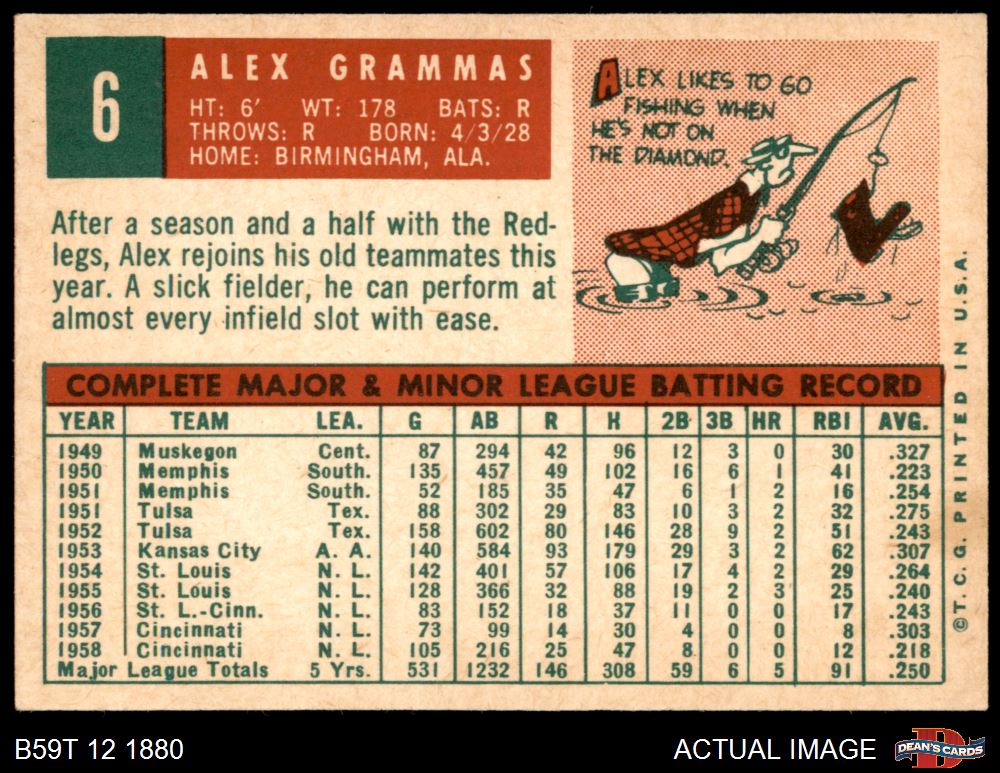 6
ALEX GRAMMAS
HT: 6' WT: 178 BATS: R
THROWS: R BORN: 4/3/28
HOME: BIRMINGHAM, ALA.
ALEX LIKES TO GO
FISHING WHEN
HE'S NOT ON
THE DIAMOND.
After a season and a half with the Red-
legs, Alex rejoins his old teammates this
year. A slick fielder, he can perform at
almost every infield slot with ease.
COMPLETE MAJOR & MINOR LEAGUE BATTING RECORD
YEAR TEAM LEA. G AB R H 2B 3B HR RBI AVG.
1949 Muskegon Cent. 87 294 42 96 12 3 0 30 .327
1950 Memphis South. 135 457 49 102 16 6 1 41 .223
1951 Memphis South. 52 185 35 47 6 1 2 16 .254
1951 Tulsa Tex. 88 302 29 83 10 3 2 32 .275
1952 Tulsa Tex. 158 602 80 146 28 9 2 51 .243
1953 Kansas City A. A. 140 584 93 179 29 3 2 62 .307
1954 St. Louis N. L. 142 401 57 106 17 4 2 29 .264
1955 St. Louis N. L. 128 366 32 88 19 2 3 25 .240
1956 St. L.-Cinn. N. L. 83 152 18 37 11 0 0 17 .243
1957 Cincinnati N. L. 73 99 14 30 4 0 0 8 .303
1958 Cincinnati N. L. 105 216 25 47 8 0 0 12 .218
Major League Totals 5 Yrs. 531 1232 146 308 59 6 5 91 .250
©T. C. G. PRINTED IN U.S.A.
B59T 12 1880
ACTUAL IMAGE
D
DEAN'S CARDS